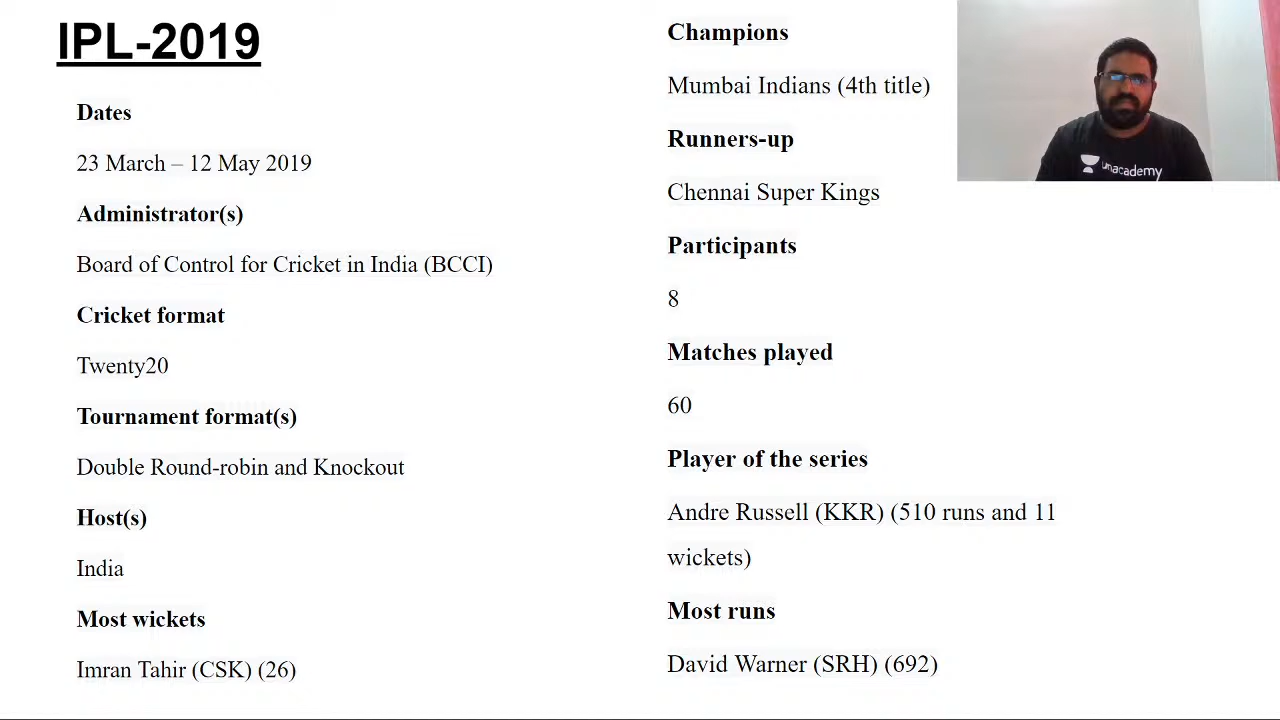 IPL-2019
Dates
23 March – 12 May 2019
Administrator(s)
Board of Control for Cricket in India (BCCI)
Cricket format
Twenty20
Tournament format(s)
Double Round-robin and Knockout
Host(s)
India
Most wickets
Imran Tahir (CSK) (26)
Champions
Mumbai Indians (4th title)
Runners-up
Chennai Super Kings
Participants
8
Matches played
60
Player of the series
Andre Russell (KKR) (510 runs and 11
wickets)
Most runs
David Warner (SRH) (692)
unacademy